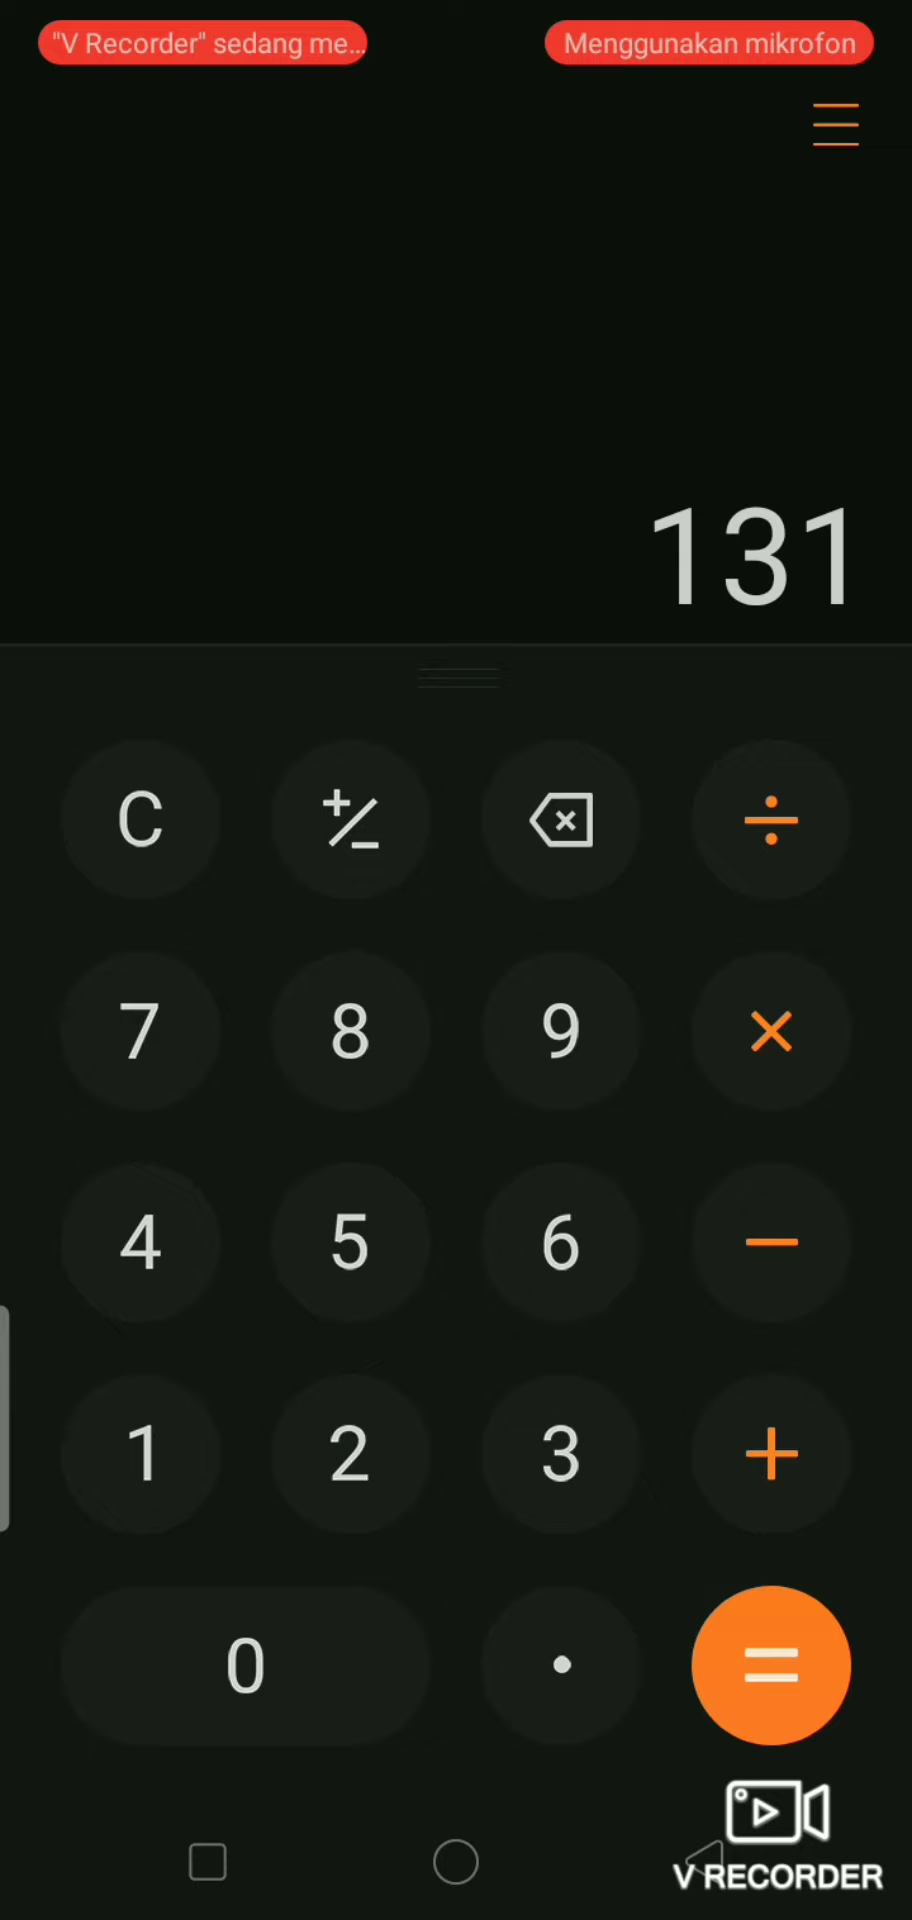 "V Recorder" sedang me...
Menggunakan mikrofon
131
C +/− ÷
7 8 9 ×
4 5 6 −
1 2 3 +
0 . =
V RECORDER